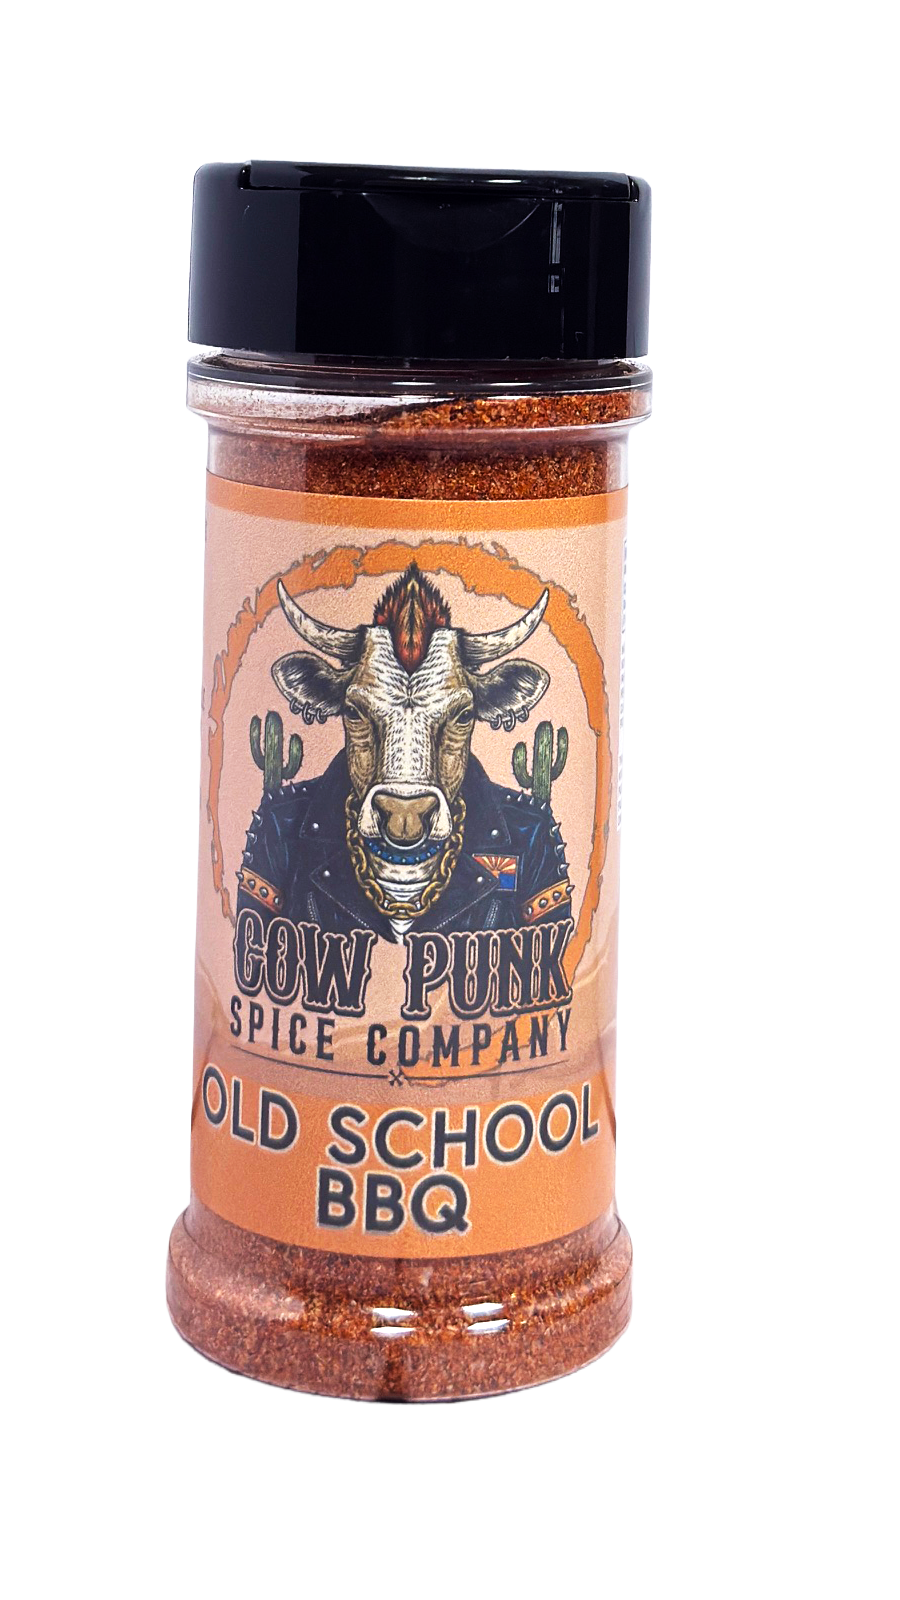 COW PUNK
SPICE COMPANY
OLD SCHOOL
BBQ